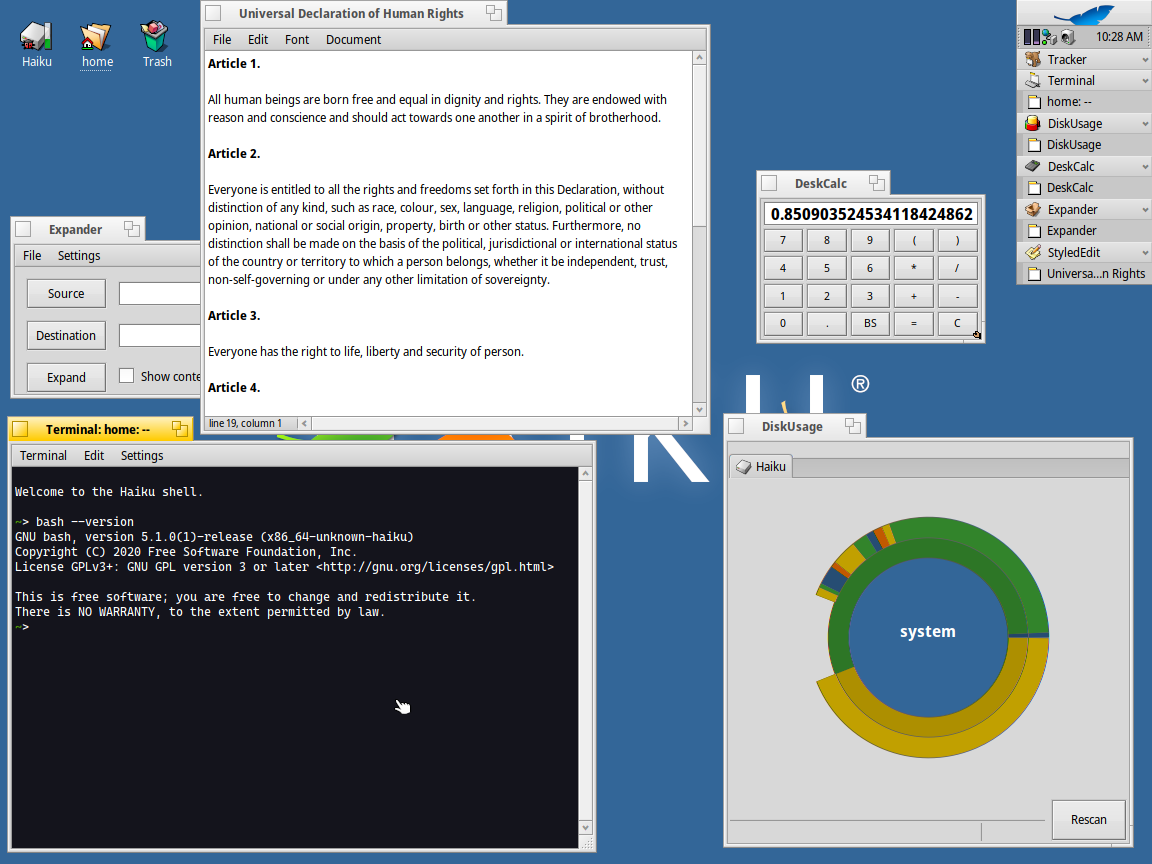 Haiku
home
Trash
Universal Declaration of Human Rights
File Edit Font Document
Article 1.
All human beings are born free and equal in dignity and rights. They are endowed with
reason and conscience and should act towards one another in a spirit of brotherhood.
Article 2.
Everyone is entitled to all the rights and freedoms set forth in this Declaration, without
distinction of any kind, such as race, colour, sex, language, religion, political or other
opinion, national or social origin, property, birth or other status. Furthermore, no
distinction shall be made on the basis of the political, jurisdictional or international status
of the country or territory to which a person belongs, whether it be independent, trust,
non-self-governing or under any other limitation of sovereignty.
Article 3.
Everyone has the right to life, liberty and security of person.
Article 4.
line 19, column 1
10:28 AM
Tracker
Terminal
home: --
DiskUsage
DiskUsage
DeskCalc
DeskCalc
Expander
Expander
StyledEdit
Universa...n Rights
DeskCalc
0.850903524534118424862
7 8 9 ( )
4 5 6 * /
1 2 3 + -
0 . BS = C
Expander
File Settings
Source
Destination
Expand Show conte
®
Terminal: home: --
Terminal Edit Settings
Welcome to the Haiku shell.
~> bash --version
GNU bash, version 5.1.0(1)-release (x86_64-unknown-haiku)
Copyright (C) 2020 Free Software Foundation, Inc.
License GPLv3+: GNU GPL version 3 or later <http://gnu.org/licenses/gpl.html>
This is free software; you are free to change and redistribute it.
There is NO WARRANTY, to the extent permitted by law.
~>
DiskUsage
Haiku
system
Rescan